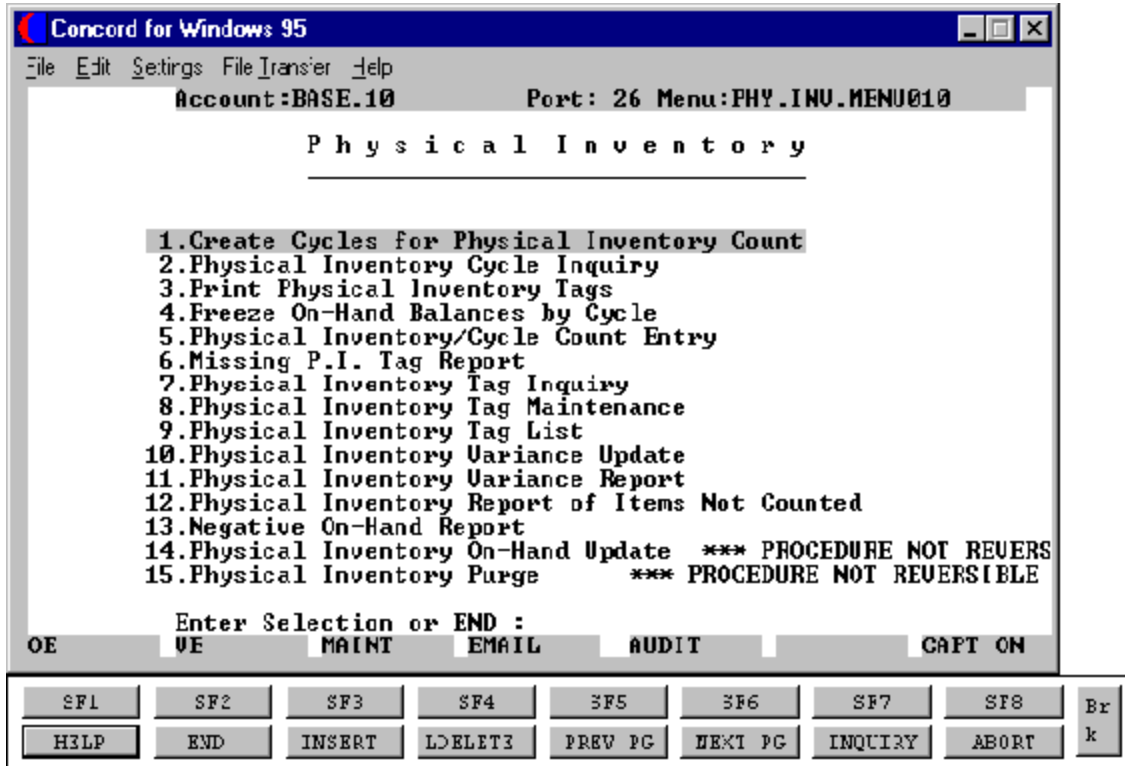 Concord for Windows 95
File Edit Settings File Transfer Help
Account:BASE.10 Port: 26 Menu:PHY.INV.MENU010
Physical Inventory
1.Create Cycles for Physical Inventory Count
2.Physical Inventory Cycle Inquiry
3.Print Physical Inventory Tags
4.Freeze On-Hand Balances by Cycle
5.Physical Inventory/Cycle Count Entry
6.Missing P.I. Tag Report
7.Physical Inventory Tag Inquiry
8.Physical Inventory Tag Maintenance
9.Physical Inventory Tag List
10.Physical Inventory Variance Update
11.Physical Inventory Variance Report
12.Physical Inventory Report of Items Not Counted
13.Negative On-Hand Report
14.Physical Inventory On-Hand Update *** PROCEDURE NOT REVERS
15.Physical Inventory Purge *** PROCEDURE NOT REVERSIBLE
Enter Selection or END :
OE VE MAINT EMAIL AUDIT CAPT ON
SF1 SF2 SF3 SF4 SF5 SF6 SF7 SF8 Br
HELP END INSERT LDELETE PREV PG NEXT PG INQUIRY ABORT k